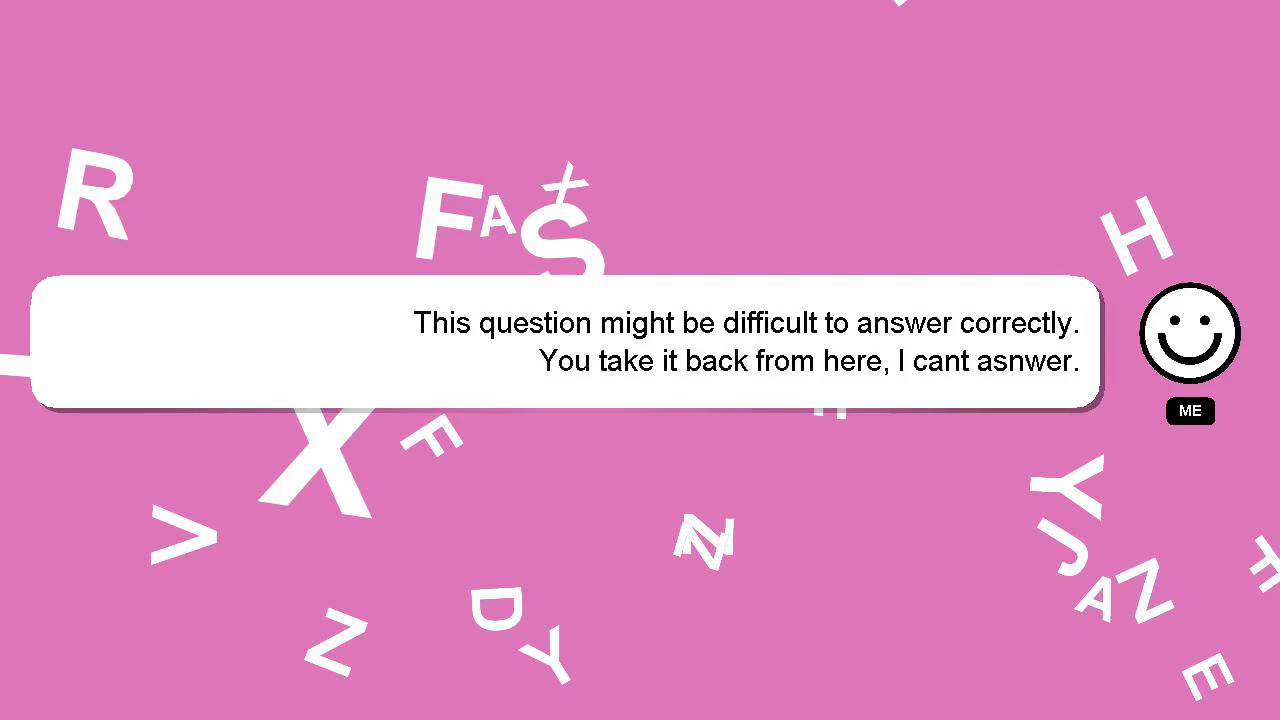 This question might be difficult to answer correctly.
You take it back from here, I cant asnwer.
ME